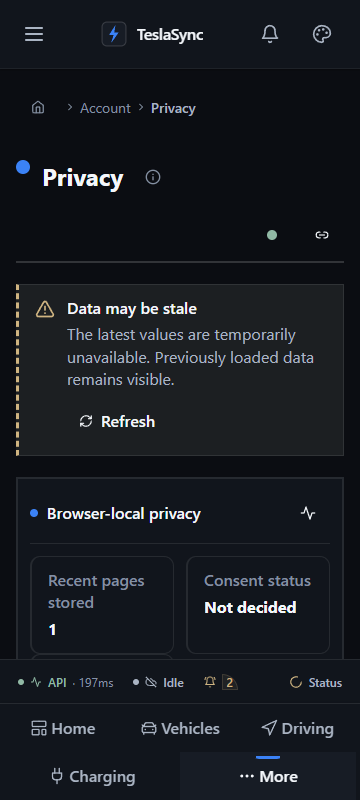 TeslaSync
Account
Privacy
Privacy
Data may be stale
The latest values are temporarily
unavailable. Previously loaded data
remains visible.
Refresh
Browser-local privacy
Recent pages
stored
1
Consent status
Not decided
API · 197ms
Idle
2
Status
Home
Vehicles
Driving
Charging
More